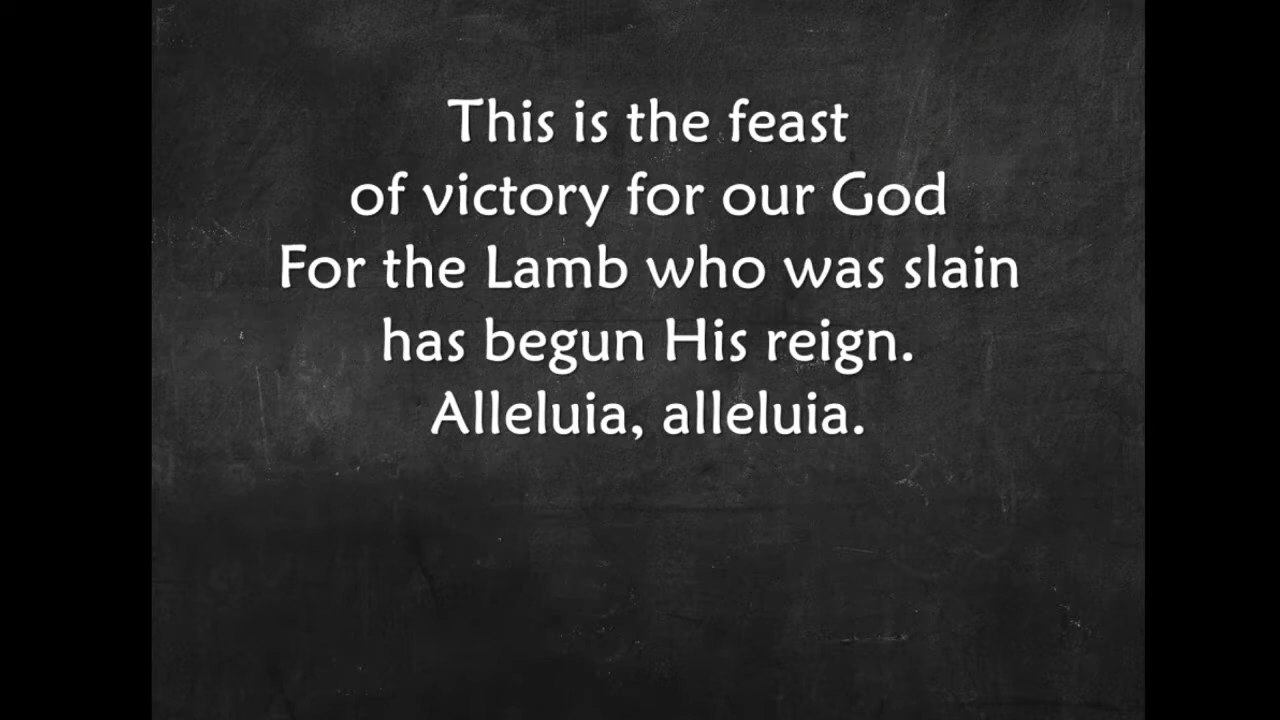 This is the feast
of victory for our God
For the Lamb who was slain
has begun His reign.
Alleluia, alleluia.